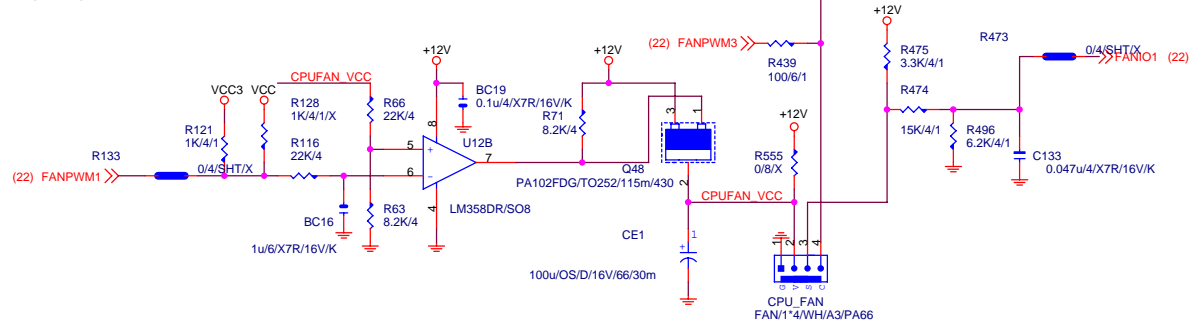 +12V
R473
0/4/SHT/X
(22) FANPWM3
R439
100/6/1
R475
3.3K/4/1
FANIO1 (22)
+12V
+12V
CPUFAN_VCC
VCC3
VCC
R128
1K/4/1/X
R66
22K/4
BC19
0.1u/4/X7R/16V/K
R71
8.2K/4
3
1
R474
15K/4/1
R121
1K/4/1
R116
22K/4
8
U12B
+12V
R496
6.2K/4/1
C133
0.047u/4/X7R/16V/K
R133
0/4/SHT/X
5
+
7
6
-
(22) FANPWM1
Q48
PA102FDG/TO252/115m/430
2
R555
0/8/X
4
LM358DR/SO8
R63
8.2K/4
CPUFAN_VCC
BC16
1u/6/X7R/16V/K
CE1
+
1
100u/OS/D/16V/66/30m
1
2
3
4
G
V
S
C
CPU_FAN
FAN/1*4/WH/A3/PA66